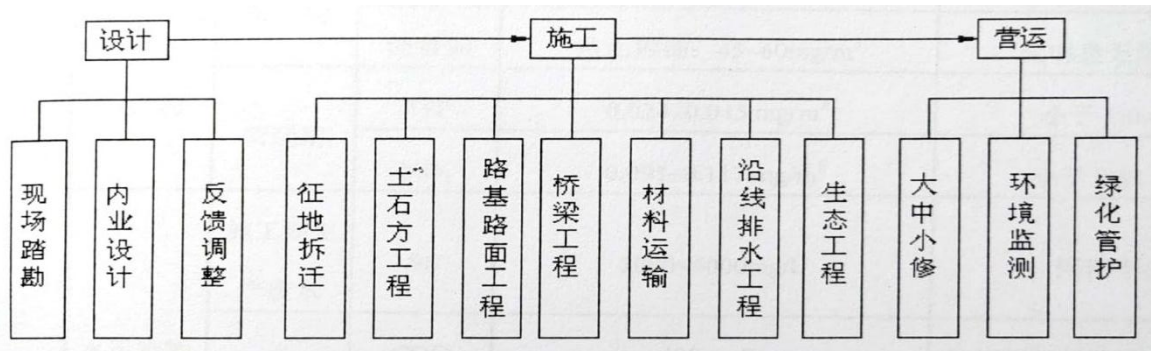 设计
施工
营运
现场踏勘
内业设计
反馈调整
征地拆迁
土石方工程
路基路面工程
桥梁工程
材料运输
沿线排水工程
生态工程
大中小修
环境监测
绿化管护